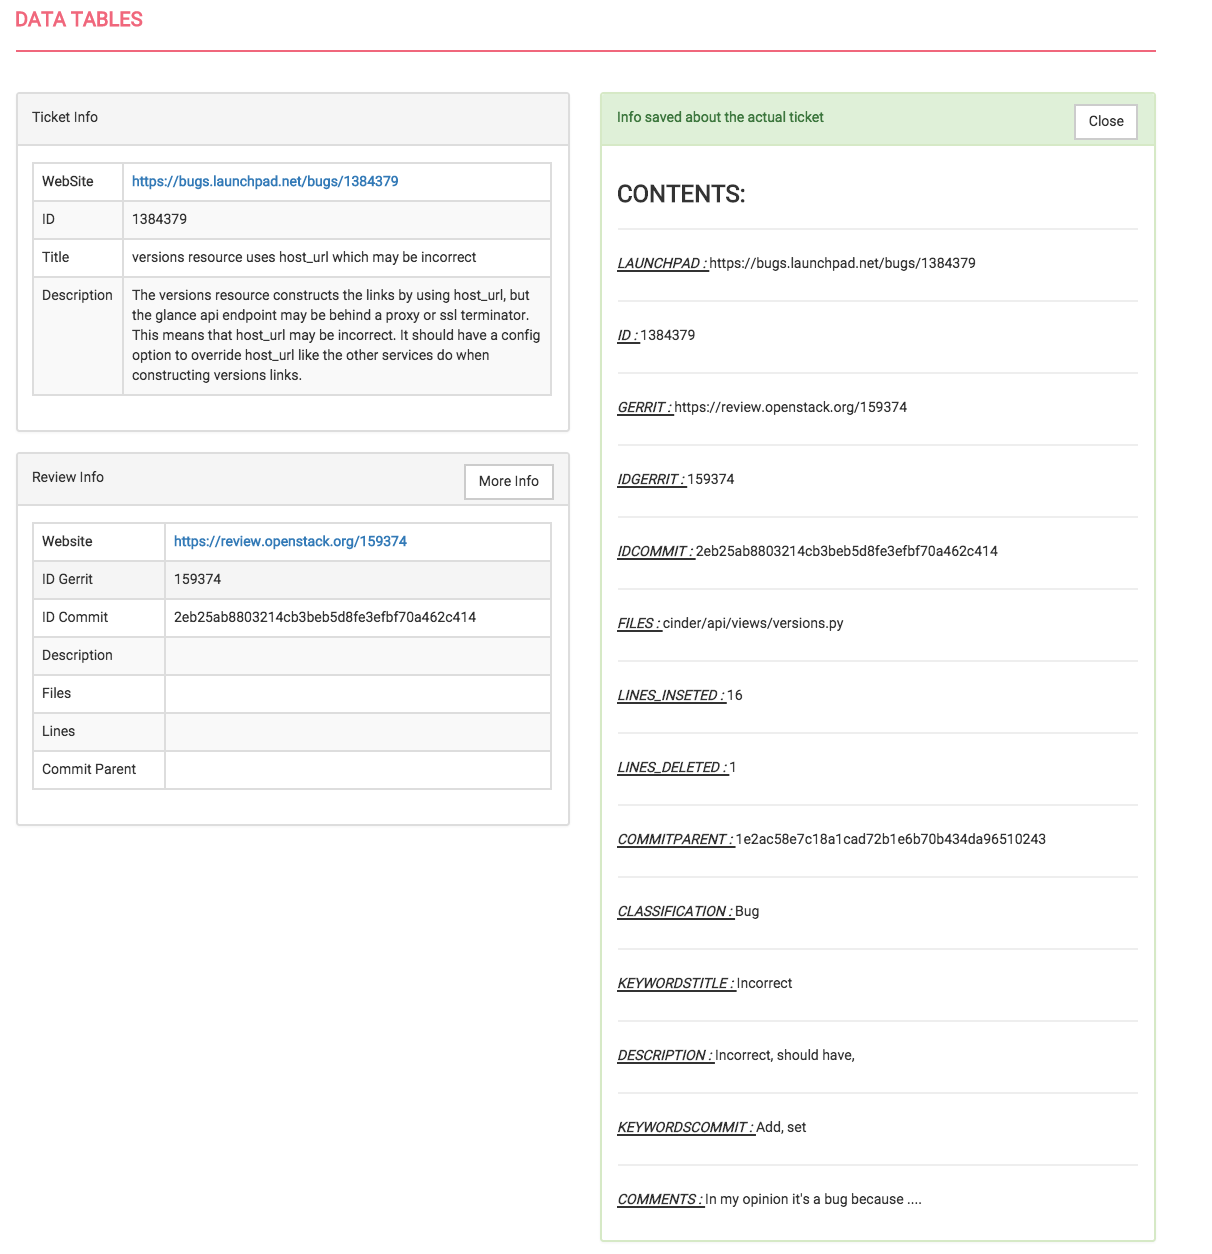 DATA TABLES
Ticket Info
WebSite https://bugs.launchpad.net/bugs/1384379
ID 1384379
Title versions resource uses host_url which may be incorrect
Description The versions resource constructs the links by using host_url, but
the glance api endpoint may be behind a proxy or ssl terminator.
This means that host_url may be incorrect. It should have a config
option to override host_url like the other services do when
constructing versions links.
Review Info More Info
Website https://review.openstack.org/159374
ID Gerrit 159374
ID Commit 2eb25ab8803214cb3beb5d8fe3efbf70a462c414
Description
Files
Lines
Commit Parent
Info saved about the actual ticket Close
CONTENTS:
LAUNCHPAD : https://bugs.launchpad.net/bugs/1384379
ID : 1384379
GERRIT : https://review.openstack.org/159374
IDGERRIT : 159374
IDCOMMIT : 2eb25ab8803214cb3beb5d8fe3efbf70a462c414
FILES : cinder/api/views/versions.py
LINES_INSETED : 16
LINES_DELETED : 1
COMMITPARENT : 1e2ac58e7c18a1cad72b1e6b70b434da96510243
CLASSIFICATION : Bug
KEYWORDSTITLE : Incorrect
DESCRIPTION : Incorrect, should have,
KEYWORDSCOMMIT : Add, set
COMMENTS : In my opinion it's a bug because ....